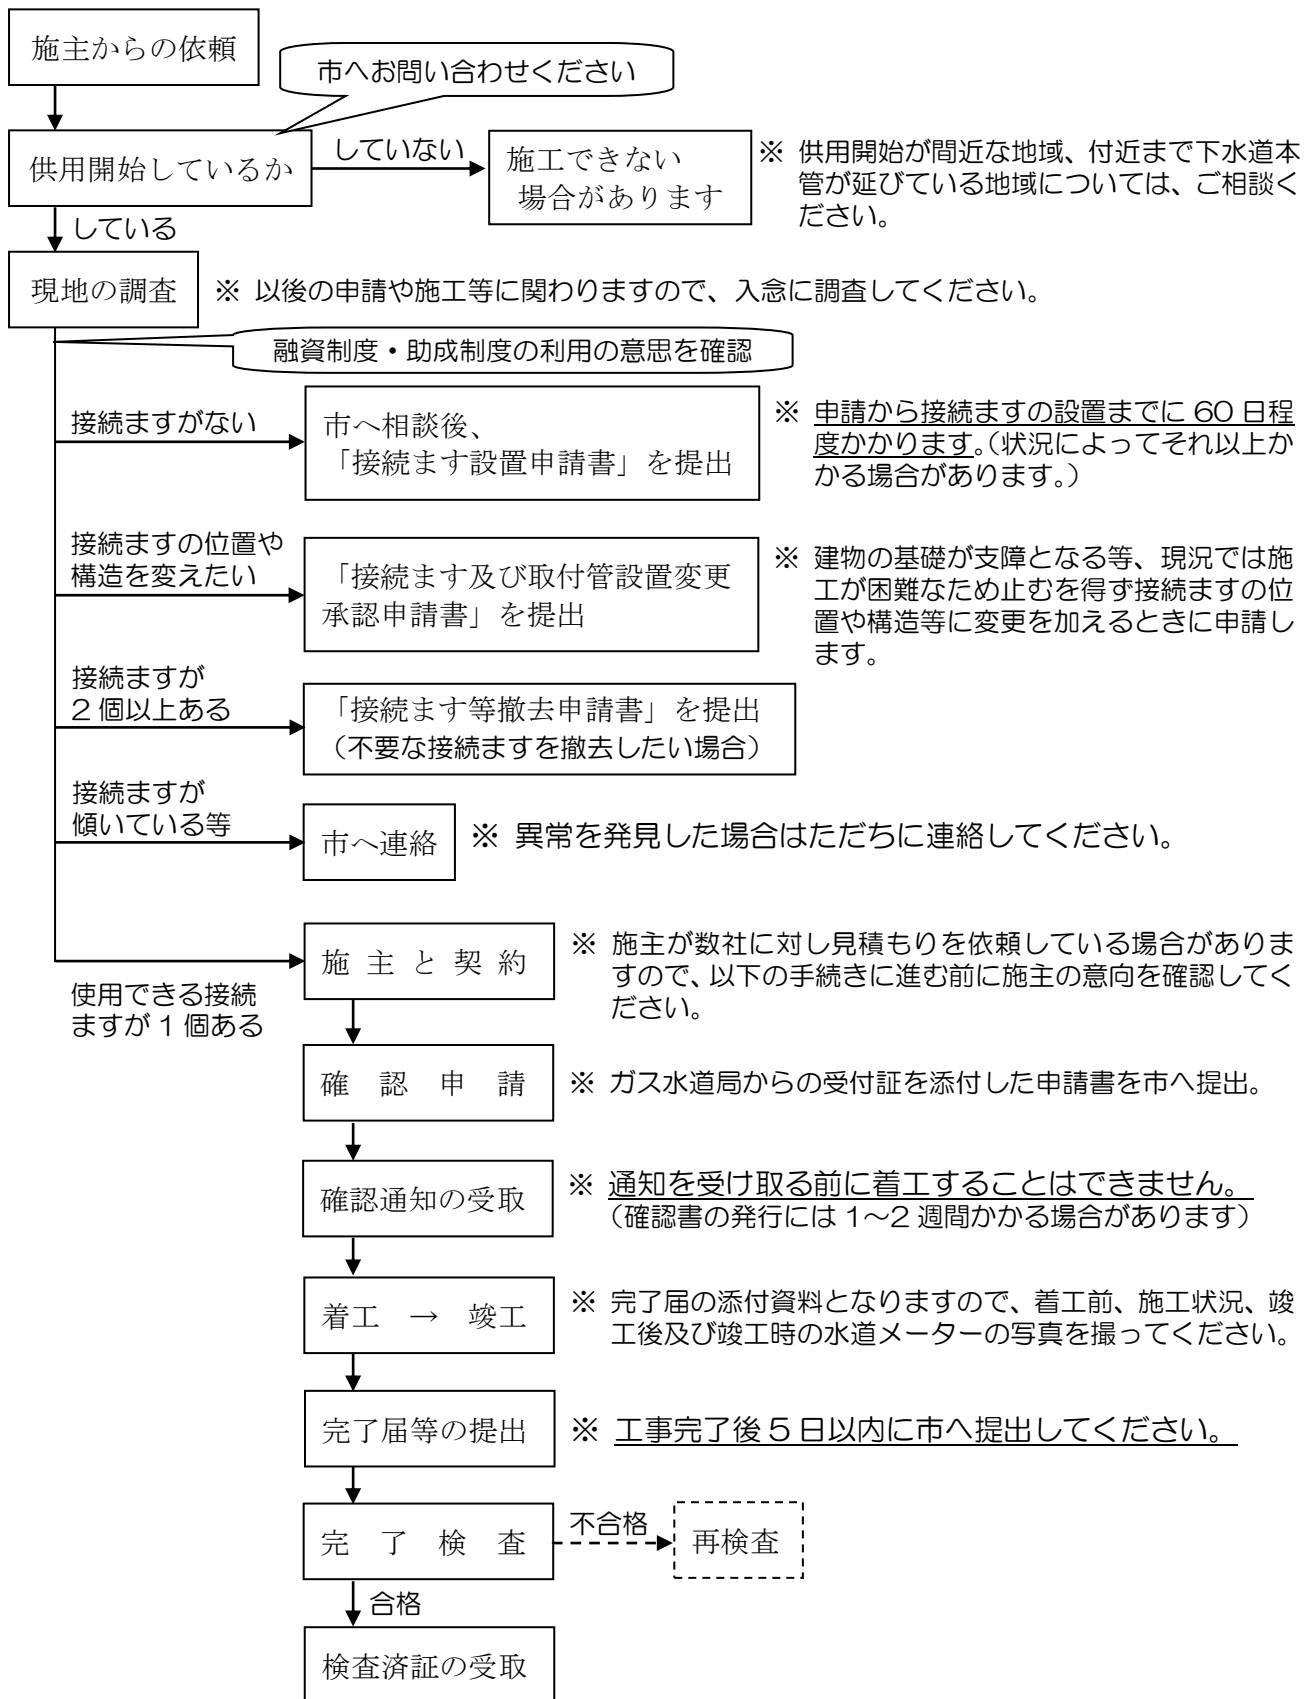 施主からの依頼
市へお問い合わせください
供用開始しているか
していない
施工できない
場合があります
※ 供用開始が間近な地域、付近まで下水道本
管が延びている地域については、ご相談く
ださい。
している
現地の調査
※ 以後の申請や施工等に関わりますので、入念に調査してください。
融資制度・助成制度の利用の意思を確認
接続ますがない
市へ相談後、
「接続ます設置申請書」を提出
※ 申請から接続ますの設置までに 60 日程
度かかります。（状況によってそれ以上か
かる場合があります。）
接続ますの位置や
構造を変えたい
「接続ます及び取付管設置変更
承認申請書」を提出
※ 建物の基礎が支障となる等、現況では施
工が困難なため止むを得ず接続ますの位
置や構造等に変更を加えるときに申請し
ます。
接続ますが
2 個以上ある
「接続ます等撤去申請書」を提出
（不要な接続ますを撤去したい場合）
接続ますが
傾いている等
市へ連絡
※ 異常を発見した場合はただちに連絡してください。
使用できる接続
ますが 1 個ある
施 主 と 契 約
※ 施主が数社に対し見積もりを依頼している場合がありま
すので、以下の手続きに進む前に施主の意向を確認してく
ださい。
確 認 申 請
※ ガス水道局からの受付証を添付した申請書を市へ提出。
確認通知の受取
※ 通知を受け取る前に着工することはできません。
（確認書の発行には 1～2 週間かかる場合があります）
着工 → 竣工
※ 完了届の添付資料となりますので、着工前、施工状況、竣
工後及び竣工時の水道メーターの写真を撮ってください。
完了届等の提出
※ 工事完了後 5 日以内に市へ提出してください。
完 了 検 査
不合格
再検査
合格
検査済証の受取